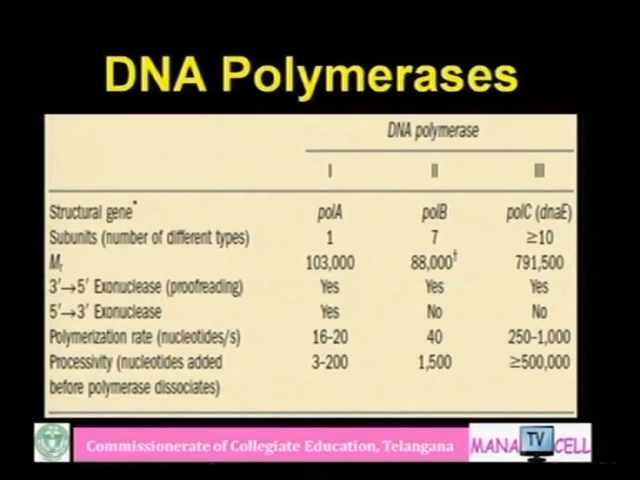 DNA Polymerases
DNA polymerase
I II III
Structural gene* polA polB polC (dnaE)
Subunits (number of different types) 1 7 ≥10
Mr 103,000 88,000† 791,500
3′→5′ Exonuclease (proofreading) Yes Yes Yes
5′→3′ Exonuclease Yes No No
Polymerization rate (nucleotides/s) 16–20 40 250–1,000
Processivity (nucleotides added 3–200 1,500 ≥500,000
before polymerase dissociates)
Commissionerate of Collegiate Education, Telangana MANA TV CELL